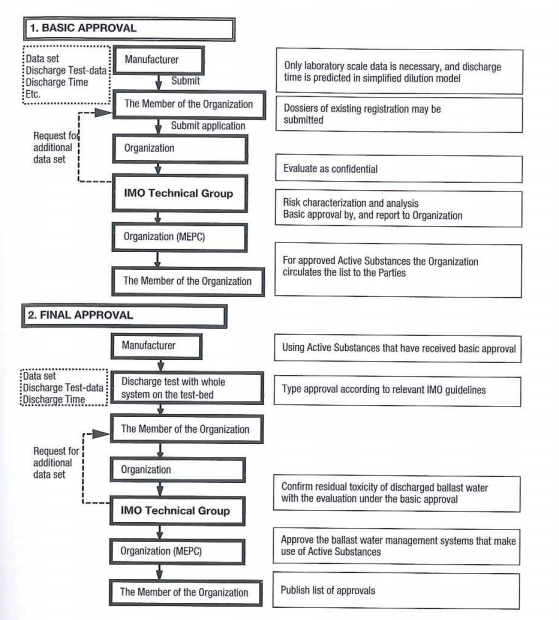 1. BASIC APPROVAL
Data set
Discharge Test-data
Discharge Time
Etc.
Manufacturer
Submit
Only laboratory scale data is necessary, and discharge
time is predicted in simplified dilution model
The Member of the Organization
Dossiers of existing registration may be
submitted
Submit application
Request for
additional
data set
Organization
Evaluate as confidential
IMO Technical Group
Risk characterization and analysis
Basic approval by, and report to Organization
Organization (MEPC)
For approved Active Substances the Organization
circulates the list to the Parties
The Member of the Organization
2. FINAL APPROVAL
Manufacturer
Using Active Substances that have received basic approval
Data set
Discharge Test-data
Discharge Time
Discharge test with whole
system on the test-bed
Type approval according to relevant IMO guidelines
The Member of the Organization
Request for
additional
data set
Organization
Confirm residual toxicity of discharged ballast water
with the evaluation under the basic approval
IMO Technical Group
Approve the ballast water management systems that make
use of Active Substances
Organization (MEPC)
The Member of the Organization
Publish list of approvals